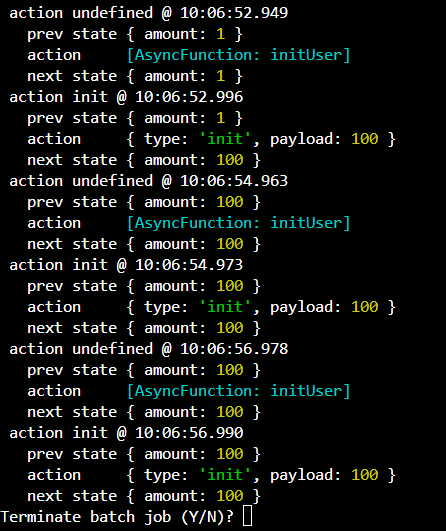 action undefined @ 10:06:52.949
prev state { amount: 1 }
action [AsyncFunction: initUser]
next state { amount: 1 }
action init @ 10:06:52.996
prev state { amount: 1 }
action { type: 'init', payload: 100 }
next state { amount: 100 }
action undefined @ 10:06:54.963
prev state { amount: 100 }
action [AsyncFunction: initUser]
next state { amount: 100 }
action init @ 10:06:54.973
prev state { amount: 100 }
action { type: 'init', payload: 100 }
next state { amount: 100 }
action undefined @ 10:06:56.978
prev state { amount: 100 }
action [AsyncFunction: initUser]
next state { amount: 100 }
action init @ 10:06:56.990
prev state { amount: 100 }
action { type: 'init', payload: 100 }
next state { amount: 100 }
Terminate batch job (Y/N)?